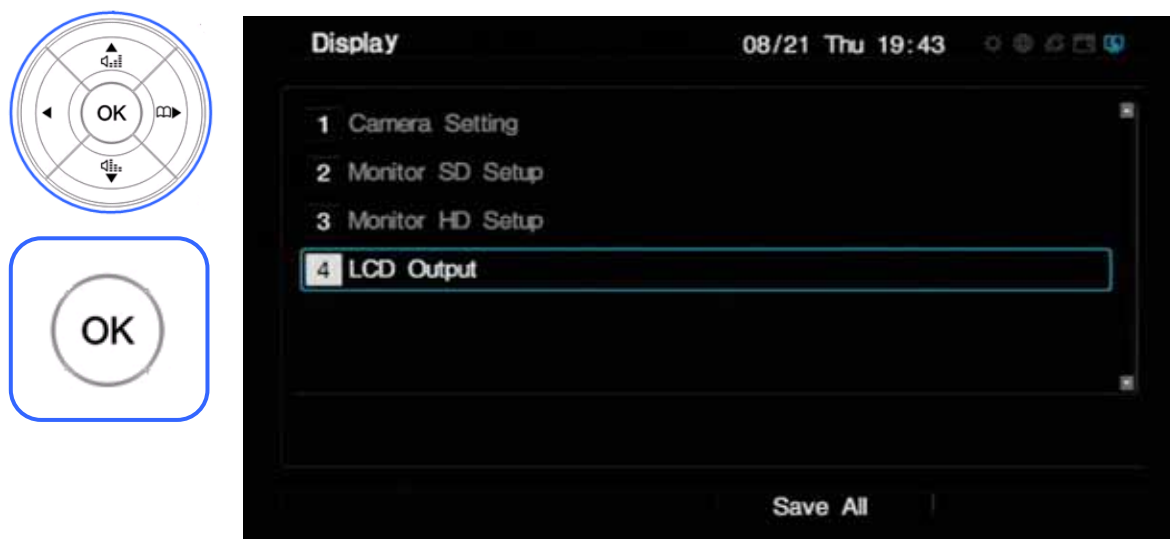 OK
OK
Display 08/21 Thu 19:43
1 Camera Setting
2 Monitor SD Setup
3 Monitor HD Setup
4 LCD Output
Save All